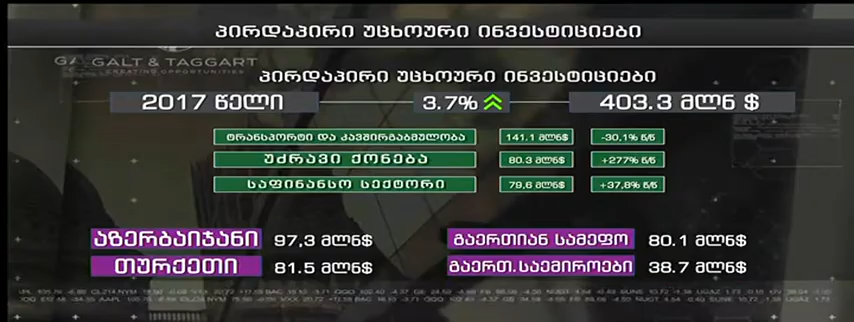 პირდაპირი უცხოური ინვესტიციები
GALT & TAGGART
CREATING OPPORTUNITIES
პირდაპირი უცხოური ინვესტიციები
2017 წელი 3.7% 403.3 მლნ $
ტრანსპორტი და კავშირგაბმულობა 141.1 მლნ$ -30,1% წ/წ
უძრავი ქონება 80.3 მლნ$ +277% წ/წ
საფინანსო სექტორი 79,6 მლნ$ +37,8% წ/წ
აზერბაიჯანი 97,3 მლნ$ გაერთიან სამეფო 80.1 მლნ$
თურქეთი 81.5 მლნ$ გაერთ.საემიროები 38.7 მლნ$